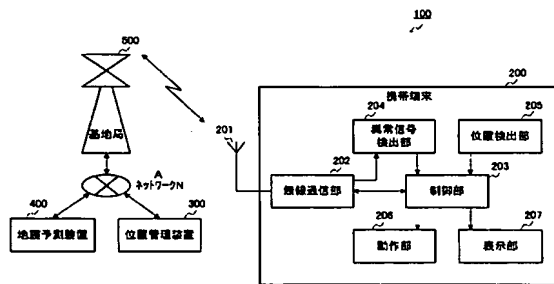 100
500
基地局
A
ネットワークN
400
地震予測装置
300
位置管理装置
200
携帯端末
201
202
無線通信部
204
異常信号
検出部
205
位置検出部
203
制御部
206
動作部
207
表示部